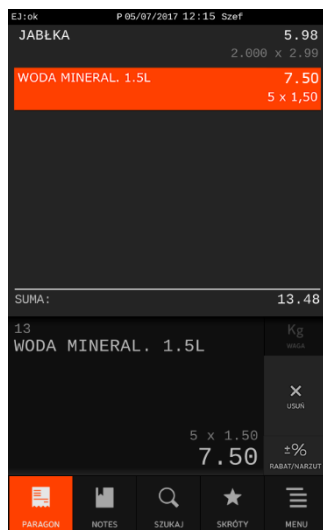 EJ:ok P 05/07/2017 12:15 Szef
JABŁKA 5.98
2.000 x 2.99
WODA MINERAL. 1.5L 7.50
5 x 1,50
SUMA: 13.48
13
WODA MINERAL. 1.5L
Kg
WAGA
×
USUŃ
5 x 1.50
7.50
±%
RABAT/NARZUT
PARAGON NOTES SZUKAJ SKRÓTY MENU